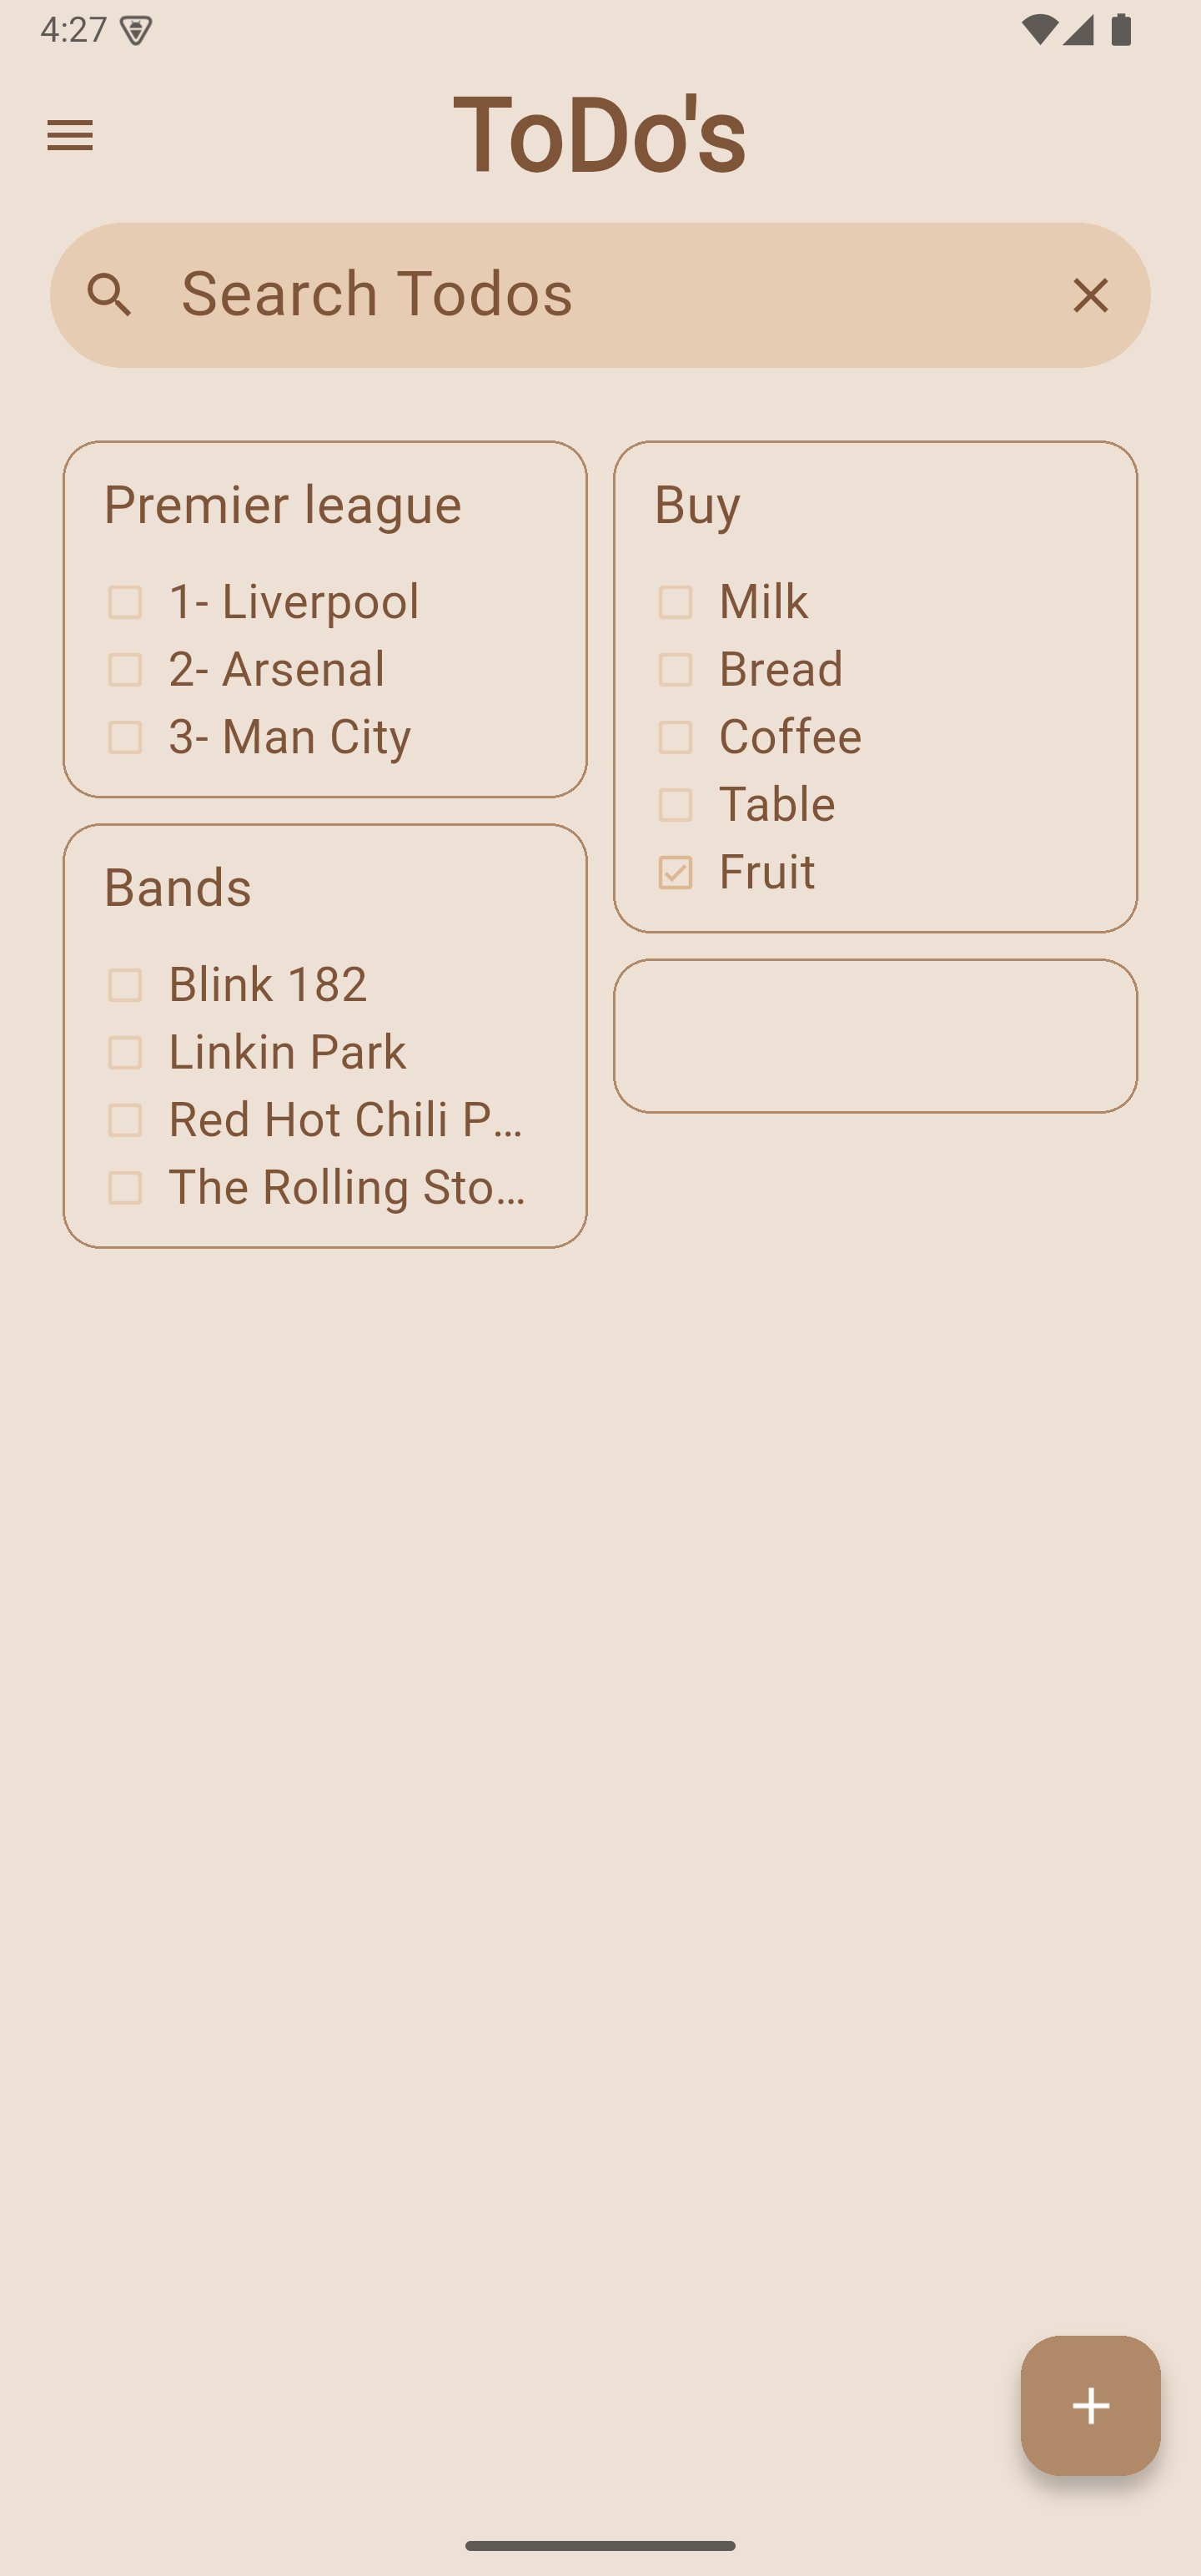 4:27
ToDo's
Search Todos
Premier league
1- Liverpool
2- Arsenal
3- Man City
Bands
Blink 182
Linkin Park
Red Hot Chili P...
The Rolling Sto...
Buy
Milk
Bread
Coffee
Table
Fruit